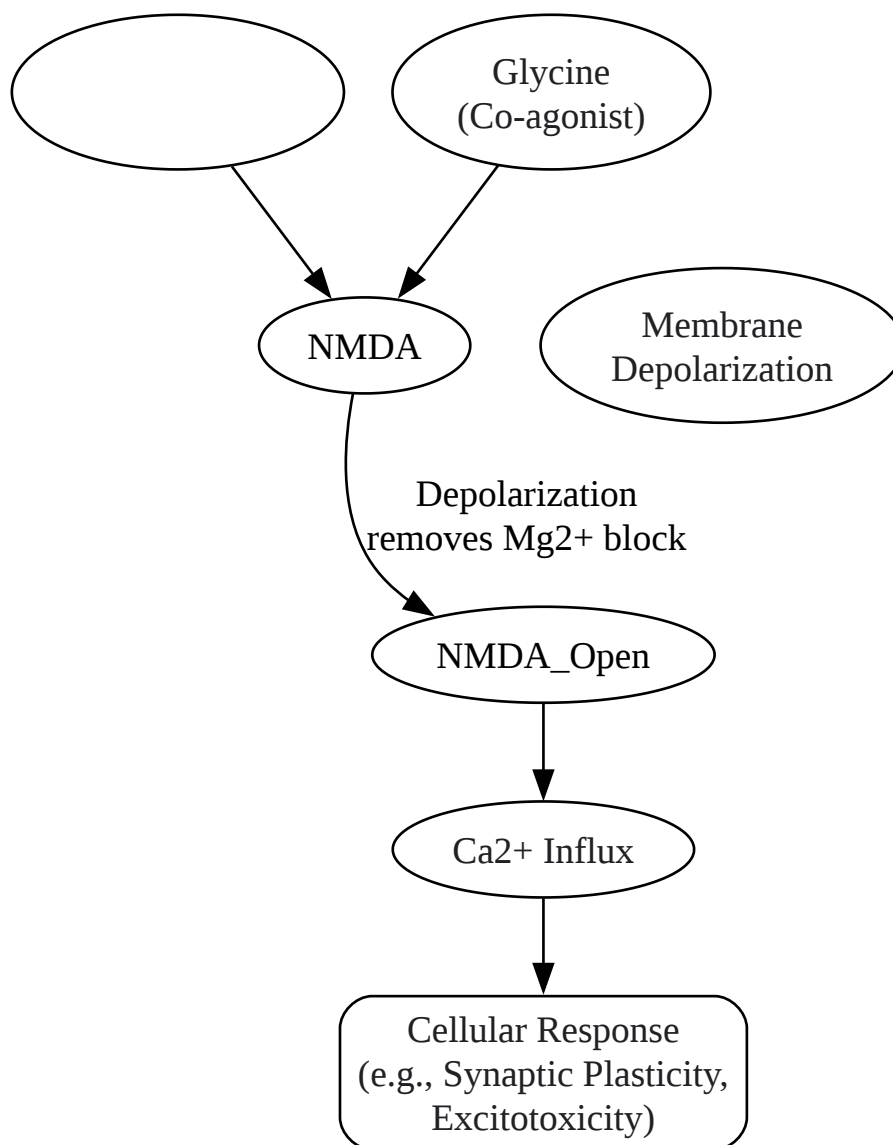 Glycine
(Co-agonist)
NMDA
Membrane
Depolarization
Depolarization
removes Mg2+ block
NMDA_Open
Ca2+ Influx
Cellular Response
(e.g., Synaptic Plasticity,
Excitotoxicity)